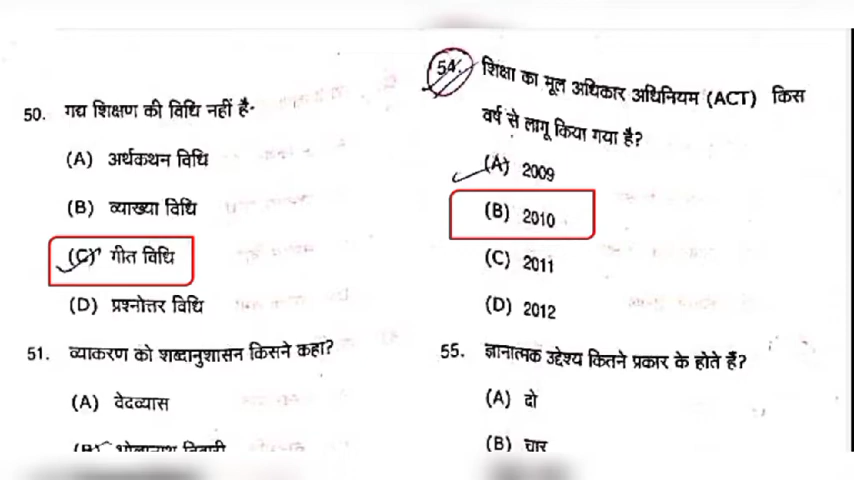 50. गद्य शिक्षण की विधि नहीं है-
(A) अर्थकथन विधि
(B) व्याख्या विधि
(C) गीत विधि
(D) प्रश्नोत्तर विधि
51. व्याकरण को शब्दानुशासन किसने कहा?
(A) वेदव्यास
(B) भोलानाथ तिवारी
54. शिक्षा का मूल अधिकार अधिनियम (ACT) किस
वर्ष से लागू किया गया है?
(A) 2009
(B) 2010
(C) 2011
(D) 2012
55. ज्ञानात्मक उद्देश्य कितने प्रकार के होते हैं?
(A) दो
(B) चार